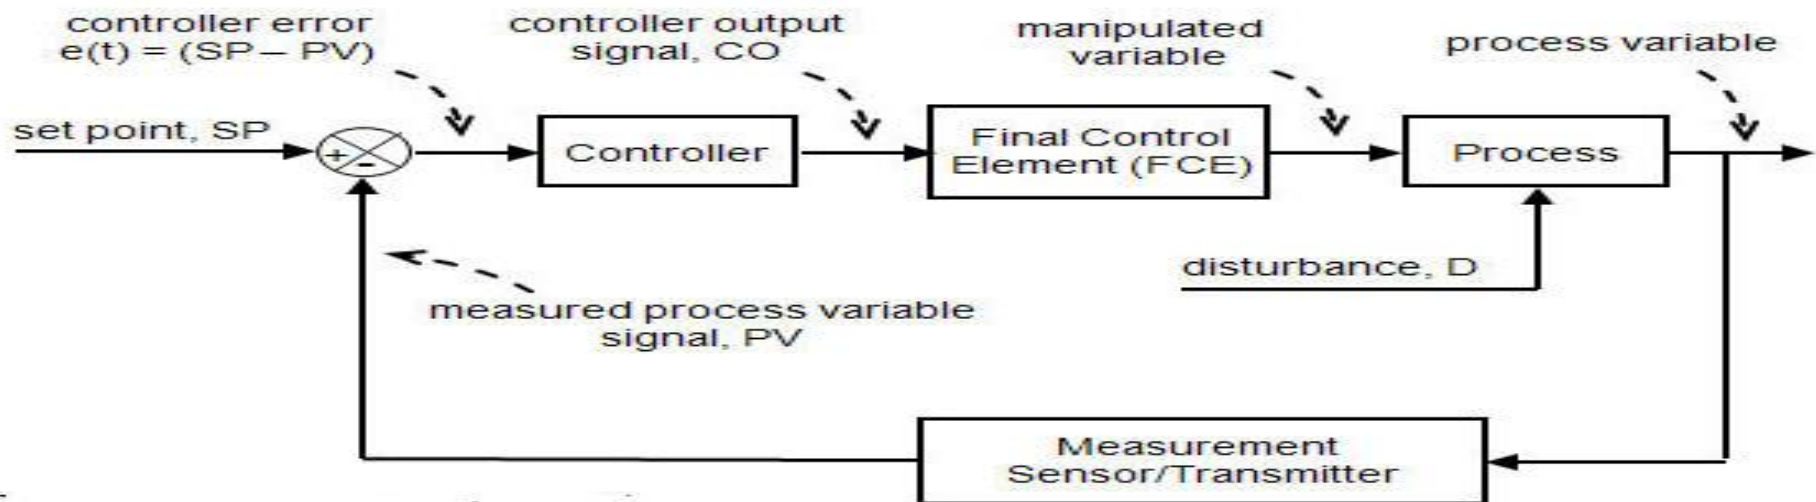 controller error
e(t) = (SP – PV)
controller output
signal, CO
manipulated
variable
process variable
set point, SP
+
-
Controller
Final Control
Element (FCE)
Process
disturbance, D
measured process variable
signal, PV
Measurement
Sensor/Transmitter